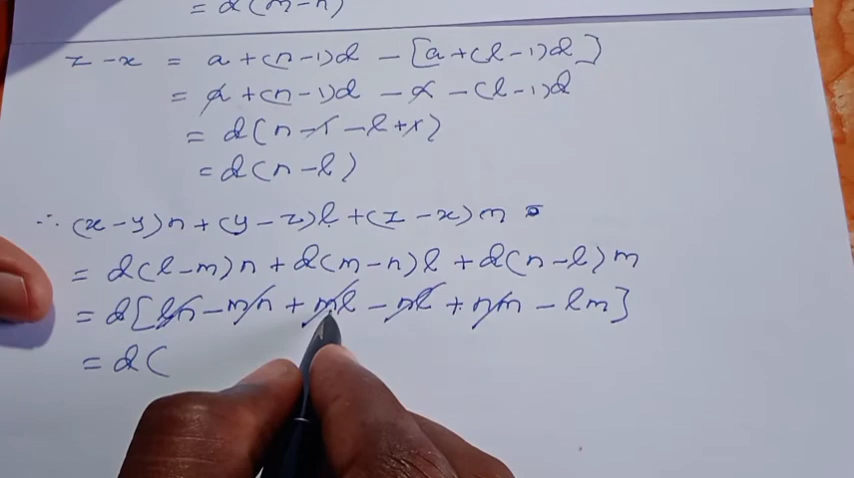 = d(m-n)
z - x = a + (n-1)d - [a + (l-1)d]
= a + (n-1)d - a - (l-1)d
= d(n-1-l+1)
= d(n-l)
∴ (x-y)n + (y-z)l + (z-x)m =
= d(l-m)n + d(m-n)l + d(n-l)m
= d[ln - mn + ml - nl + nm - lm]
= d(